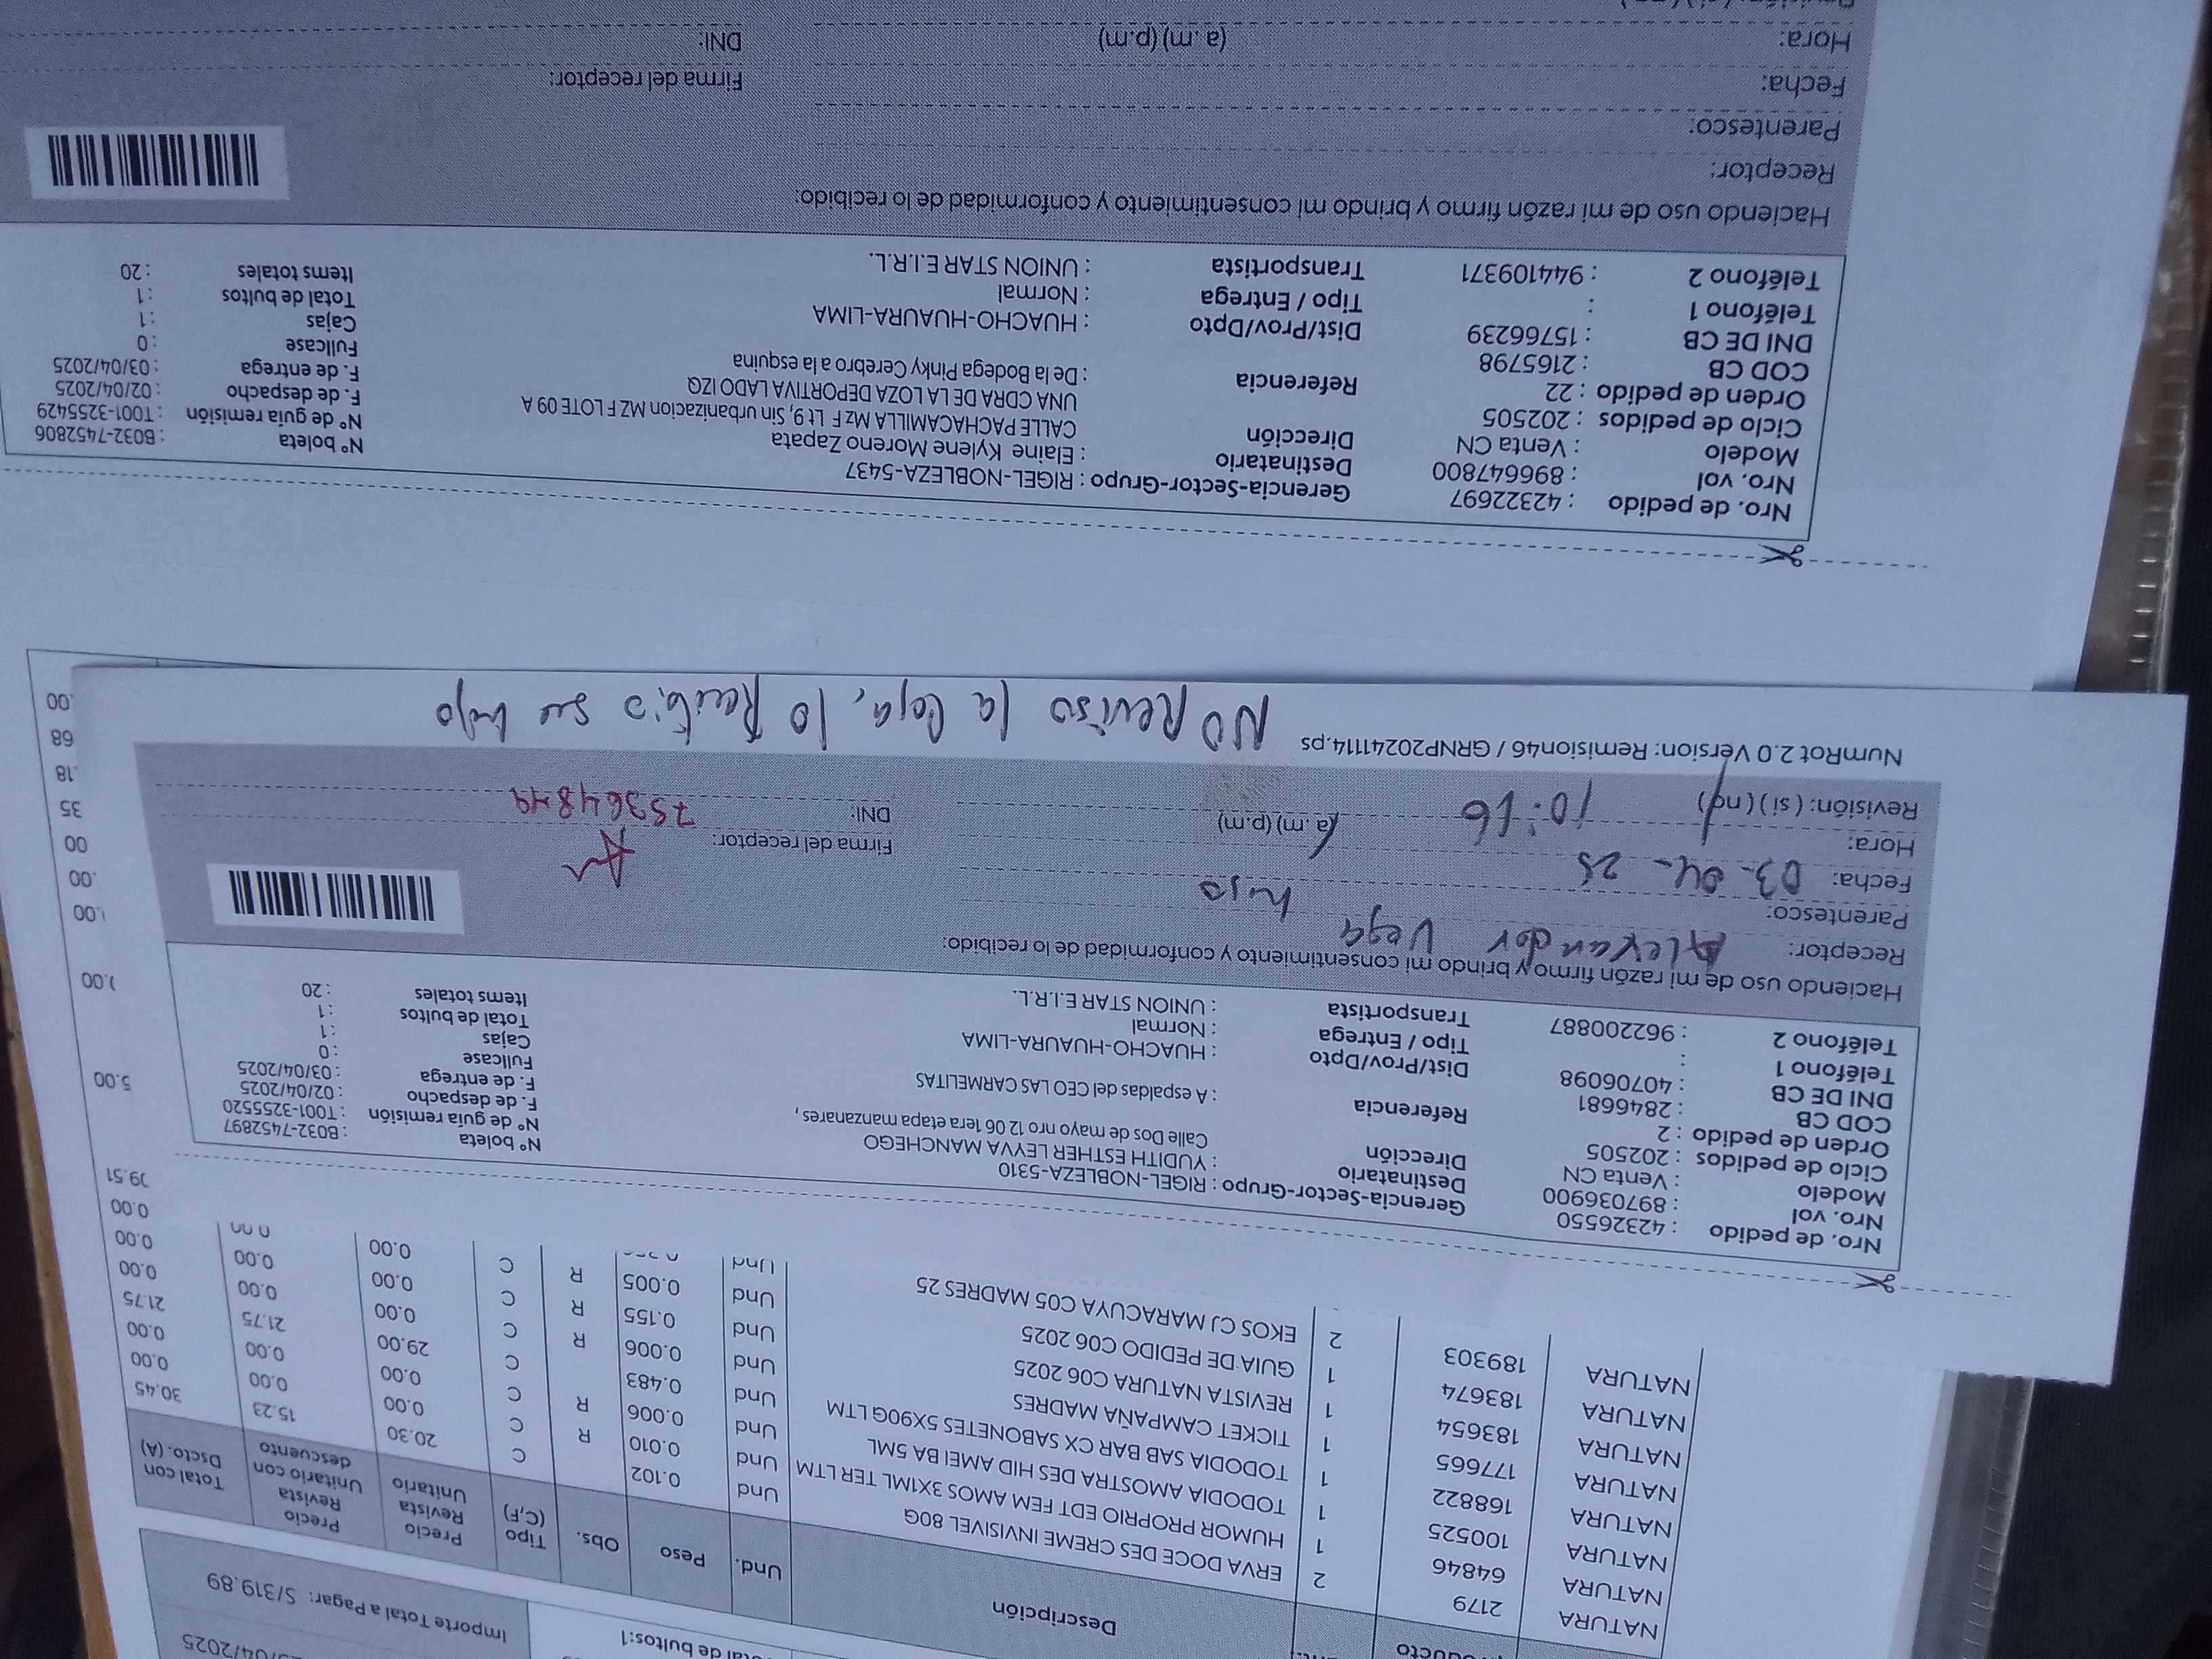 Importe Total a Pagar: S/319.89
Descripción Und. Peso Obs. Tipo (C,F) Precio Revista Unitario Precio Revista Unitario con descuento Precio Total con Dscto. (A)
NATURA 2179 2 ERVA DOCE DES CREME INVISIVEL 80G Und 0.102 C 20.30 15.23 30.45
NATURA 64846 1 HUMOR PROPRIO EDT FEM AMOS 3X1ML TER LTM Und 0.010 R C 0.00 0.00 0.00
NATURA 100525 1 TODODIA AMOSTRA DES HID AMEI BA 5ML Und 0.006 R C 0.00 0.00 0.00
NATURA 168822 1 TODODIA SAB BAR CX SABONETES 5X90G LTM Und 0.483 C 29.00 21.75 21.75
NATURA 177665 1 TICKET CAMPAÑA MADRES Und 0.006 R C 0.00 0.00 0.00
NATURA 183654 1 REVISTA NATURA C06 2025 Und 0.155 R C 0.00 0.00 0.00
NATURA 183674 1 GUIA DE PEDIDO C06 2025 Und 0.005 R C 0.00 0.00 0.00
NATURA 189303 2 EKOS CJ MARACUYA C05 MADRES 25 Und
Nro. de pedido : 42326550
Nro. vol : 897036900
Modelo : Venta CN
Ciclo de pedidos : 202505
Orden de pedido : 2
COD CB : 2846681
DNI DE CB : 40706098
Teléfono 1 :
Teléfono 2 : 962200887
Gerencia-Sector-Grupo : RIGEL-NOBLEZA-5310
Destinatario : YUDITH ESTHER LEYVA MANCHEGO
Dirección Calle Dos de mayo nro 12 06 1era etapa manzanares,
Referencia : A espaldas del CEO LAS CARMELITAS
Dist/Prov/Dpto : HUACHO-HUAURA-LIMA
Tipo / Entrega : Normal
Transportista : UNION STAR E.I.R.L.
Nº boleta : B032-7452897
Nº de guía remisión : T001-3255520
F. de despacho : 02/04/2025
F. de entrega : 03/04/2025
Fullcase : 0
Cajas : 1
Total de bultos : 1
Items totales : 20
Haciendo uso de mi razón firmo y brindo mi consentimiento y conformidad de lo recibido:
Receptor: Alexander Vega
Parentesco: hijo
Fecha: 03-04-25
Hora: 10:16 (a.m) (p.m)
Revisión: (si) (no)
Firma del receptor:
DNI: 75364849
NumRot 2.0 Version: Remision46 / GRNP20241114.ps
NO Reviso la Caja, lo Recibio su hijo
Nro. de pedido : 42322697
Nro. vol : 896647800
Modelo : Venta CN
Ciclo de pedidos : 202505
Orden de pedido : 22
COD CB : 2165798
DNI DE CB : 15766239
Teléfono 1 :
Teléfono 2 : 944109371
Gerencia-Sector-Grupo : RIGEL-NOBLEZA-5437
Destinatario : Elaine Kylene Moreno Zapata
Dirección CALLE PACHACAMILLA Mz F Lt 9, Sin urbanizacion MZ F LOTE 09 A
UNA CDRA DE LA LOZA DEPORTIVA LADO IZQ
Referencia : De la Bodega Pinky Cerebro a la esquina
Dist/Prov/Dpto : HUACHO-HUAURA-LIMA
Tipo / Entrega : Normal
Transportista : UNION STAR E.I.R.L.
Nº boleta : B032-7452806
Nº de guía remisión : T001-3255429
F. de despacho : 02/04/2025
F. de entrega : 03/04/2025
Fullcase : 0
Cajas : 1
Total de bultos : 1
Items totales : 20
Haciendo uso de mi razón firmo y brindo mi consentimiento y conformidad de lo recibido:
Receptor:
Parentesco:
Fecha:
Hora: (a.m) (p.m)
Firma del receptor:
DNI: